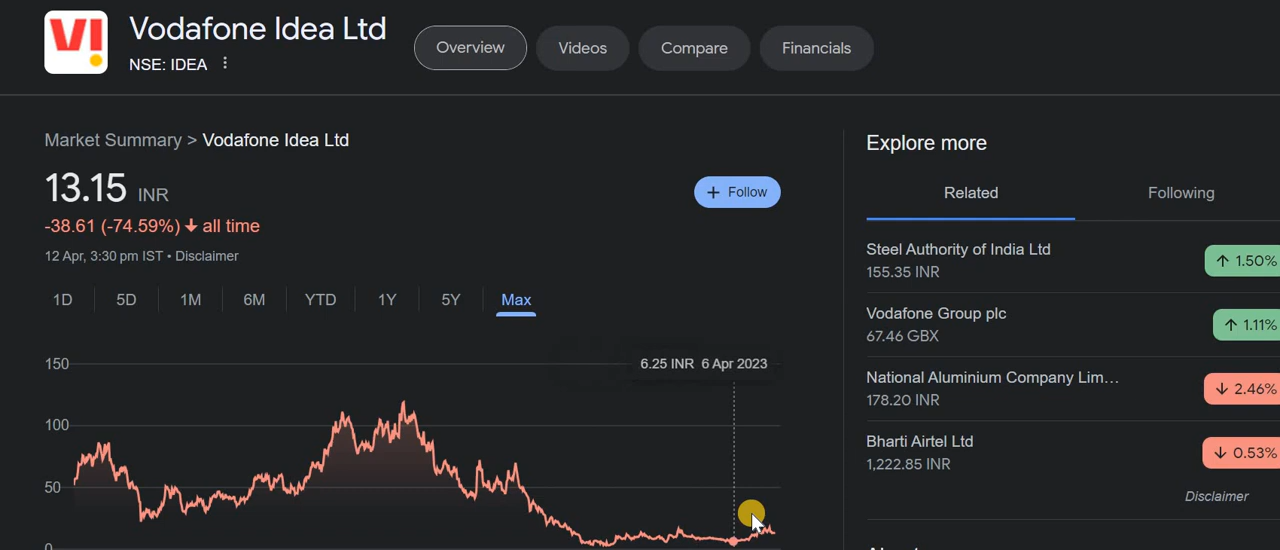 VI
Vodafone Idea Ltd
NSE: IDEA
Overview
Videos
Compare
Financials
Market Summary > Vodafone Idea Ltd
13.15 INR
+ Follow
-38.61 (-74.59%) ↓ all time
12 Apr, 3:30 pm IST • Disclaimer
1D 5D 1M 6M YTD 1Y 5Y Max
6.25 INR 6 Apr 2023
150
100
50
0
Explore more
Related Following
Steel Authority of India Ltd
155.35 INR
↑ 1.50%
Vodafone Group plc
67.46 GBX
↑ 1.11%
National Aluminium Company Lim...
178.20 INR
↓ 2.46%
Bharti Airtel Ltd
1,222.85 INR
↓ 0.53%
Disclaimer